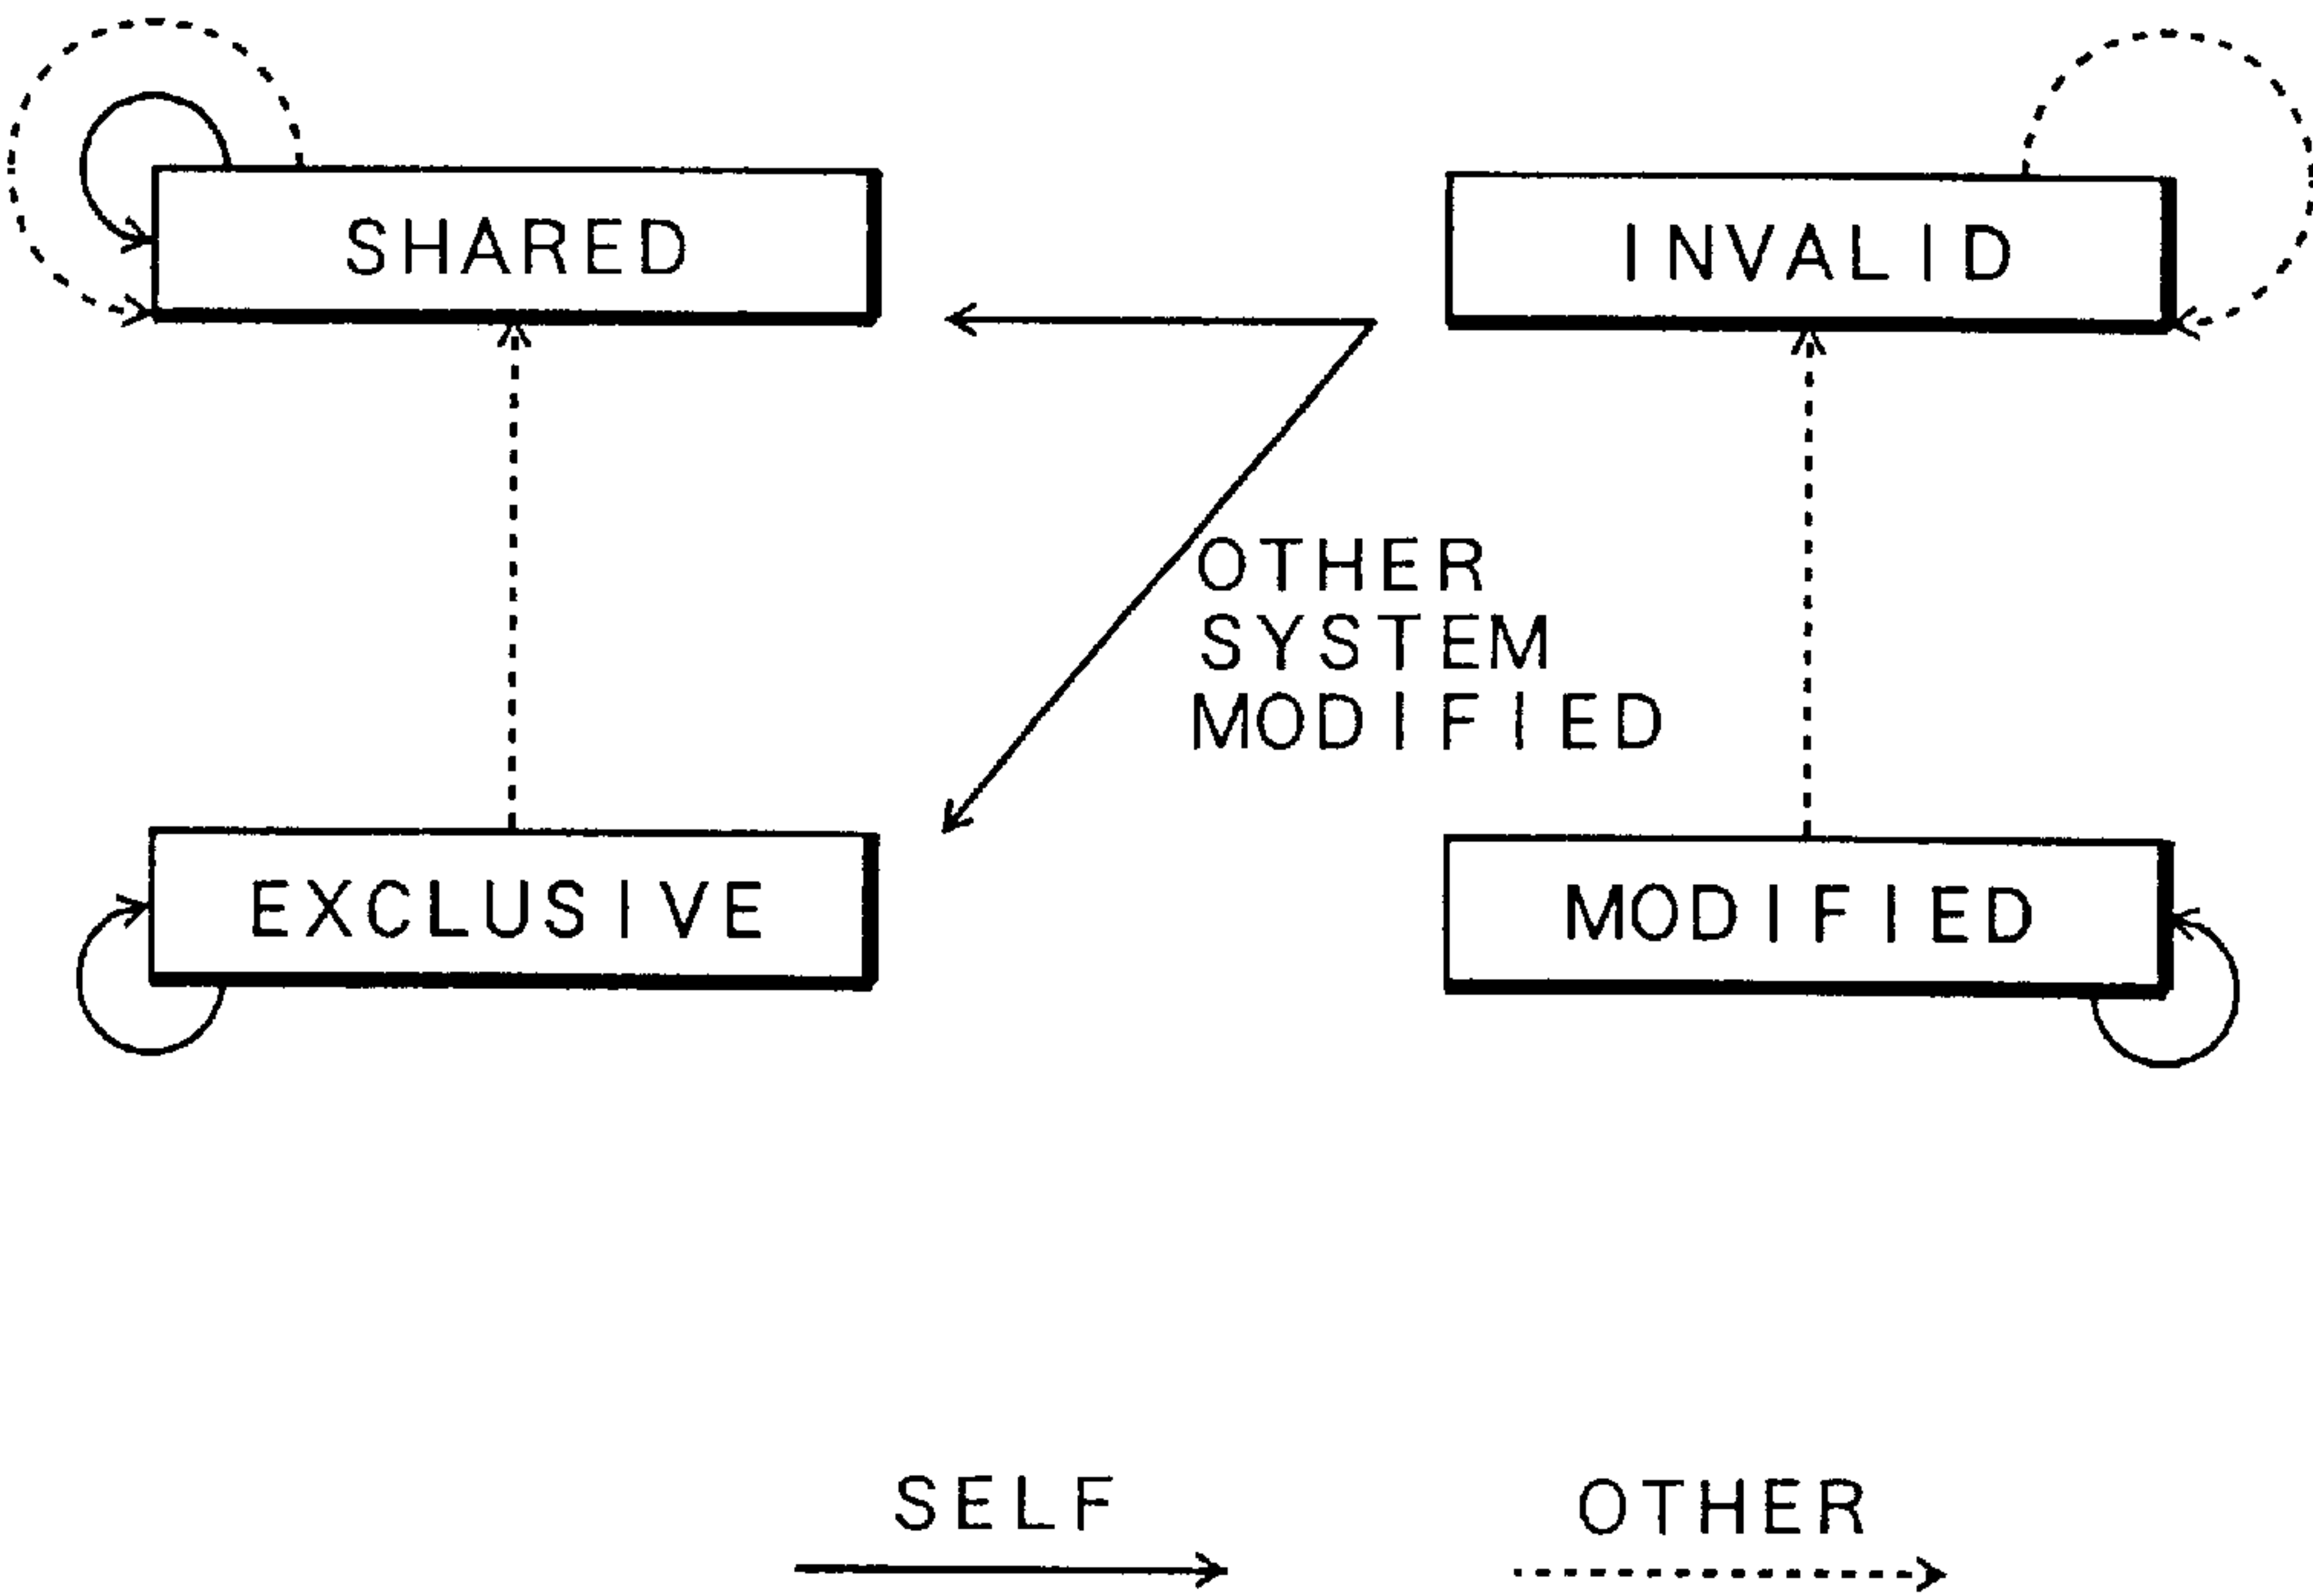 SHARED
INVALID
OTHER
SYSTEM
MODIFIED
EXCLUSIVE
MODIFIED
SELF
OTHER